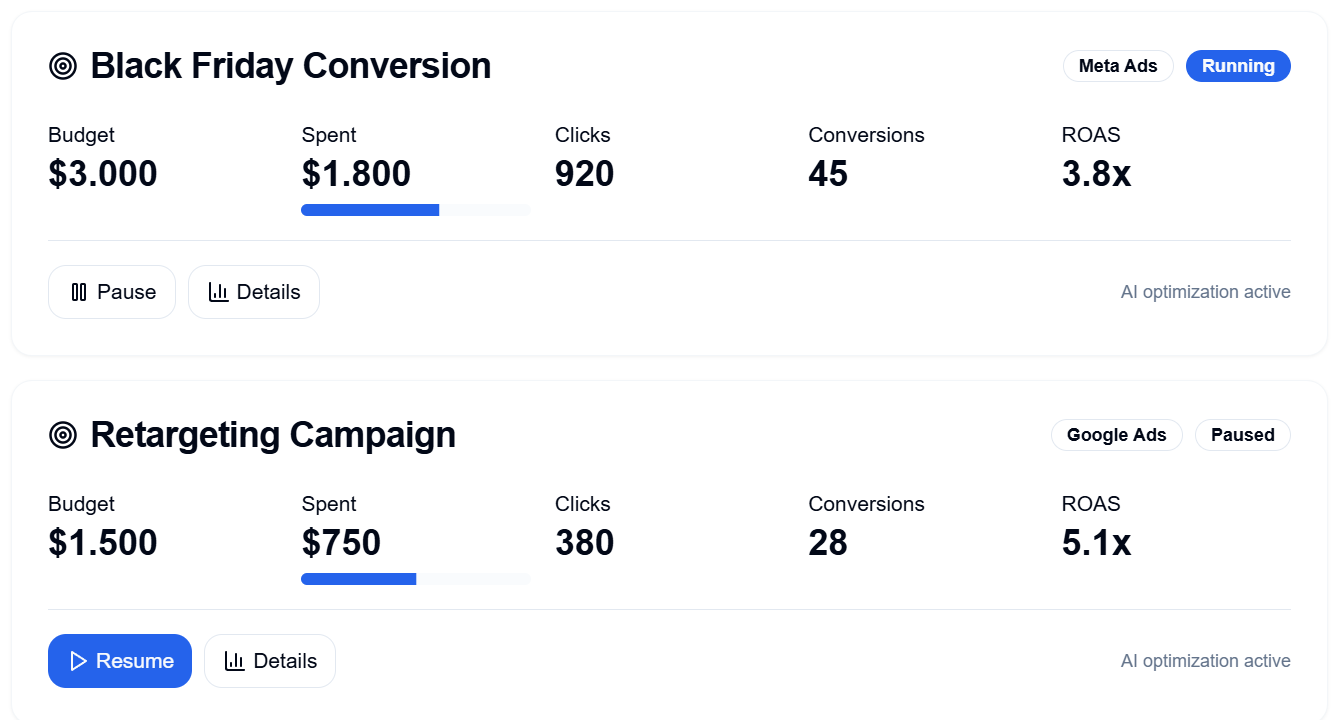 Black Friday Conversion
Meta Ads
Running
Budget
Spent
Clicks
Conversions
ROAS
$3.000
$1.800
920
45
3.8x
Pause
Details
AI optimization active
Retargeting Campaign
Google Ads
Paused
Budget
Spent
Clicks
Conversions
ROAS
$1.500
$750
380
28
5.1x
Resume
Details
AI optimization active